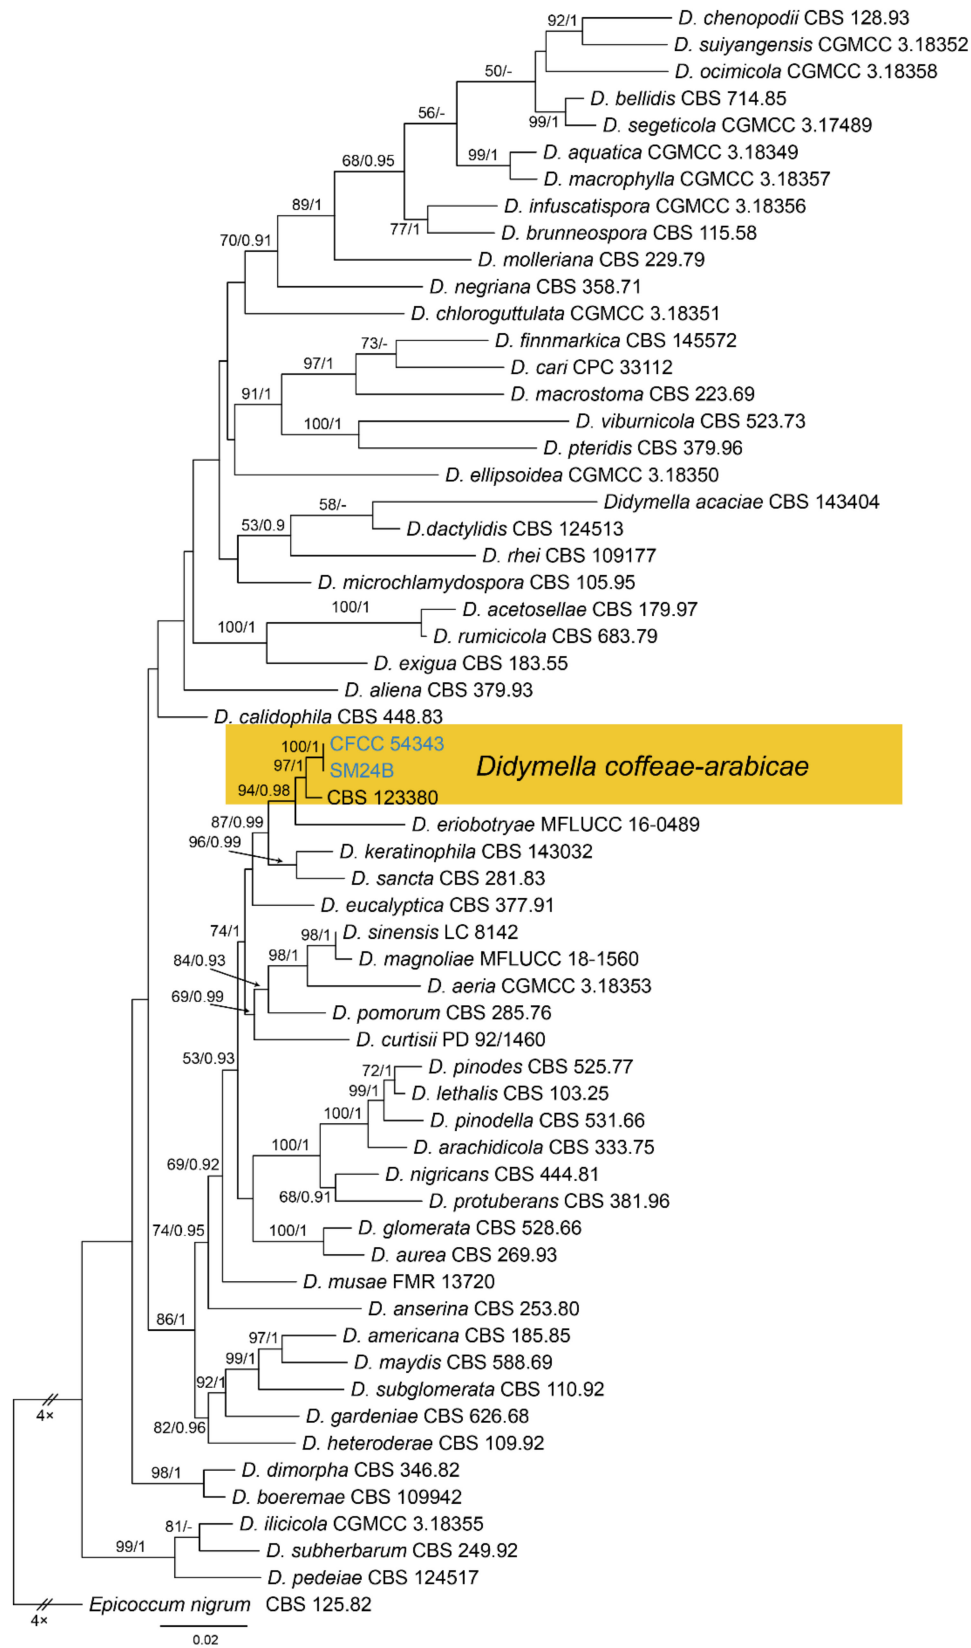 92/1
D. chenopodii CBS 128.93
D. suiyangensis CGMCC 3.18352
D. ocimicola CGMCC 3.18358
50/-
D. bellidis CBS 714.85
99/1
D. segeticola CGMCC 3.17489
56/-
D. aquatica CGMCC 3.18349
99/1
D. macrophylla CGMCC 3.18357
68/0.95
D. infuscatispora CGMCC 3.18356
77/1
D. brunneospora CBS 115.58
89/1
D. molleriana CBS 229.79
70/0.91
D. negriana CBS 358.71
D. chloroguttulata CGMCC 3.18351
73/-
D. finnmarkica CBS 145572
97/1
D. cari CPC 33112
91/1
D. macrostoma CBS 223.69
D. viburnicola CBS 523.73
100/1
D. pteridis CBS 379.96
D. ellipsoidea CGMCC 3.18350
58/-
Didymella acaciae CBS 143404
53/0.9
D.dactylidis CBS 124513
D. rhei CBS 109177
D. microchlamydospora CBS 105.95
100/1
D. acetosellae CBS 179.97
100/1
D. rumicicola CBS 683.79
D. exigua CBS 183.55
D. aliena CBS 379.93
D. calidophila CBS 448.83
100/1
CFCC 54343
97/1
SM24B
Didymella coffeae-arabicae
94/0.98
CBS 123380
87/0.99
D. eriobotryae MFLUCC 16-0489
96/0.99
D. keratinophila CBS 143032
D. sancta CBS 281.83
D. eucalyptica CBS 377.91
74/1
98/1
D. sinensis LC 8142
84/0.93
98/1
D. magnoliae MFLUCC 18-1560
D. aeria CGMCC 3.18353
69/0.99
D. pomorum CBS 285.76
D. curtisii PD 92/1460
53/0.93
72/1
D. pinodes CBS 525.77
99/1
D. lethalis CBS 103.25
100/1
D. pinodella CBS 531.66
100/1
D. arachidicola CBS 333.75
69/0.92
D. nigricans CBS 444.81
68/0.91
D. protuberans CBS 381.96
74/0.95
100/1
D. glomerata CBS 528.66
D. aurea CBS 269.93
D. musae FMR 13720
D. anserina CBS 253.80
86/1
97/1
D. americana CBS 185.85
99/1
D. maydis CBS 588.69
92/1
D. subglomerata CBS 110.92
82/0.96
D. gardeniae CBS 626.68
4×
D. heteroderae CBS 109.92
98/1
D. dimorpha CBS 346.82
D. boeremae CBS 109942
81/-
D. ilicicola CGMCC 3.18355
99/1
D. subherbarum CBS 249.92
D. pedeiae CBS 124517
4×
Epicoccum nigrum CBS 125.82
0.02